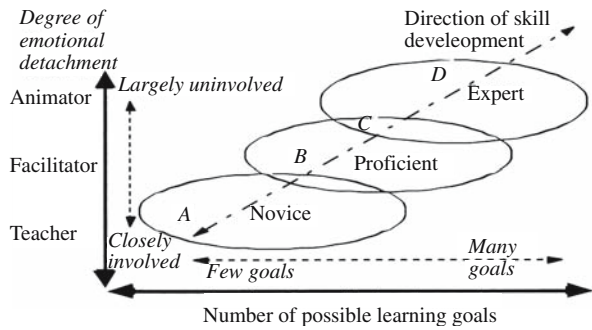 Degree of
emotional
detachment
Direction of skill
develeopment
Largely uninvolved
Animator
D
Expert
C
Facilitator
B
Proficient
A
Novice
Teacher
Closely
involved
Few goals
Many
goals
Number of possible learning goals